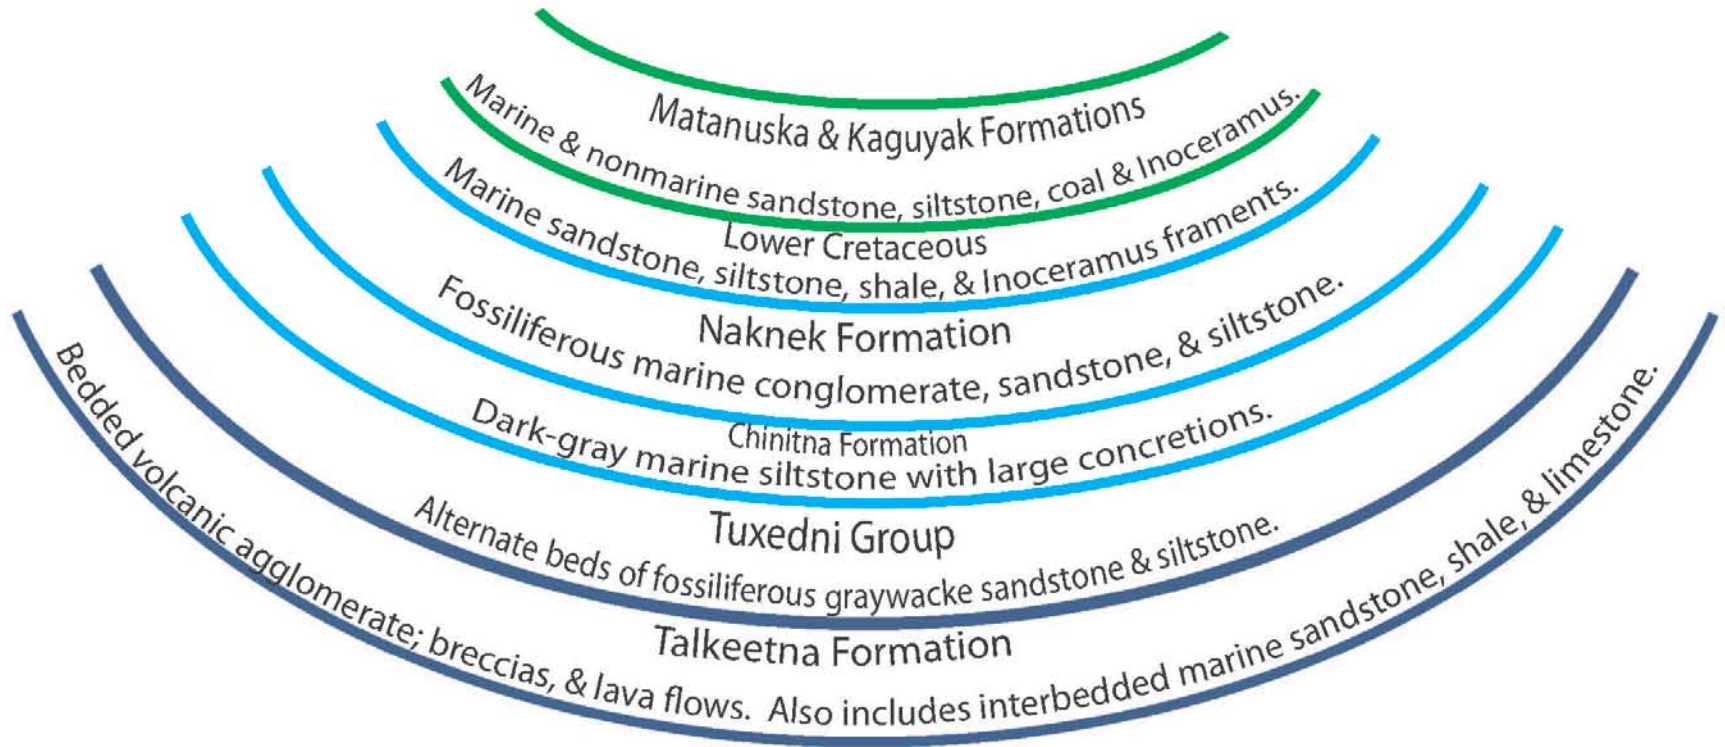 Matanuska & Kaguyak Formations
Marine & nonmarine sandstone, siltstone, coal & Inoceramus.
Lower Cretaceous
Marine sandstone, siltstone, shale, & Inoceramus framents.
Naknek Formation
Fossiliferous marine conglomerate, sandstone, & siltstone.
Chinitna Formation
Dark-gray marine siltstone with large concretions.
Tuxedni Group
Alternate beds of fossiliferous graywacke sandstone & siltstone.
Talkeetna Formation
Bedded volcanic agglomerate; breccias, & lava flows.  Also includes interbedded marine sandstone, shale, & limestone.